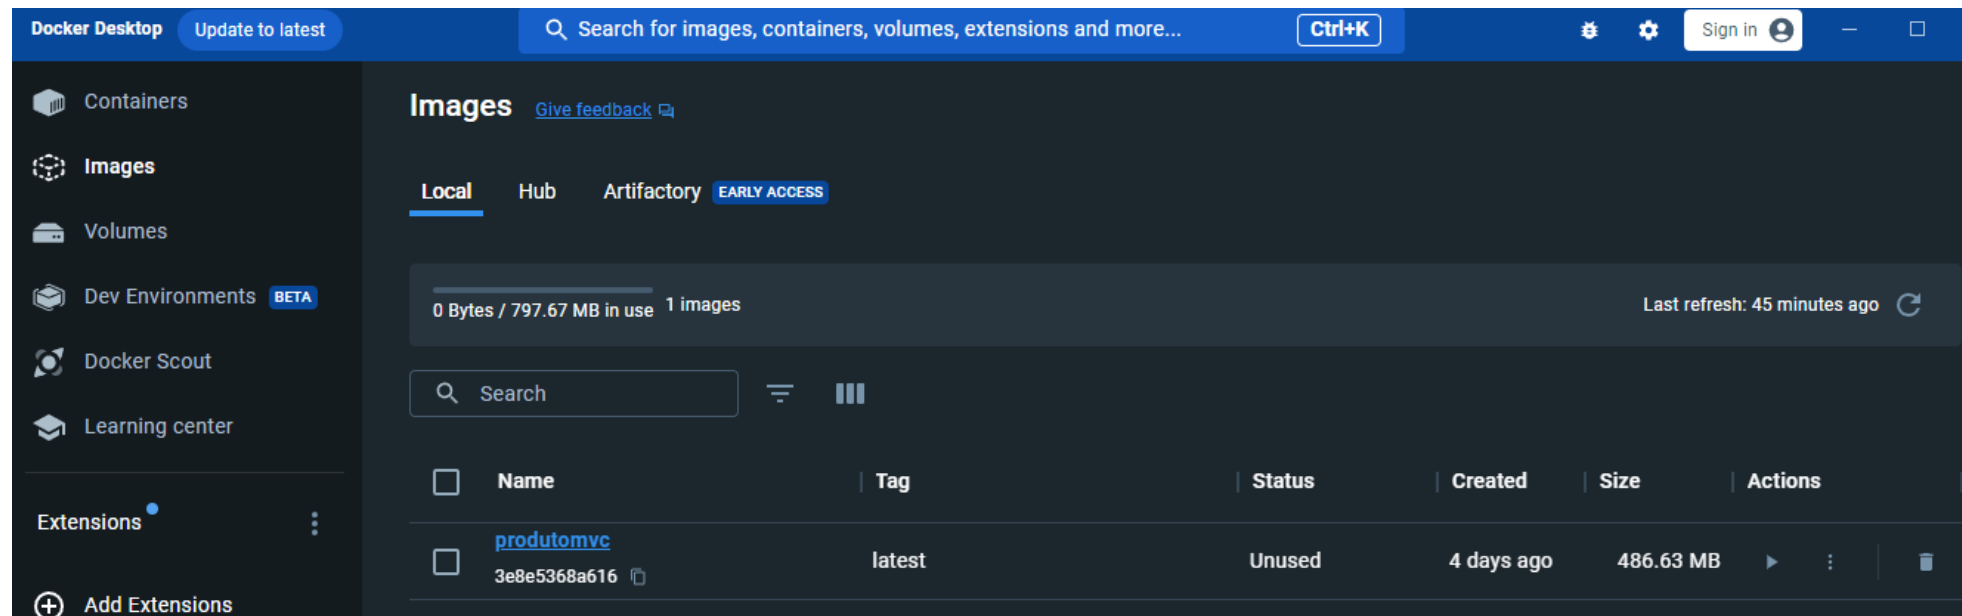 Docker Desktop Update to latest Search for images, containers, volumes, extensions and more... Ctrl+K Sign in
Containers
Images
Volumes
Dev Environments BETA
Docker Scout
Learning center
Extensions
Add Extensions
Images Give feedback
Local Hub Artifactory EARLY ACCESS
0 Bytes / 797.67 MB in use 1 images Last refresh: 45 minutes ago
Search
Name Tag Status Created Size Actions
produtomvc
3e8e5368a616 latest Unused 4 days ago 486.63 MB